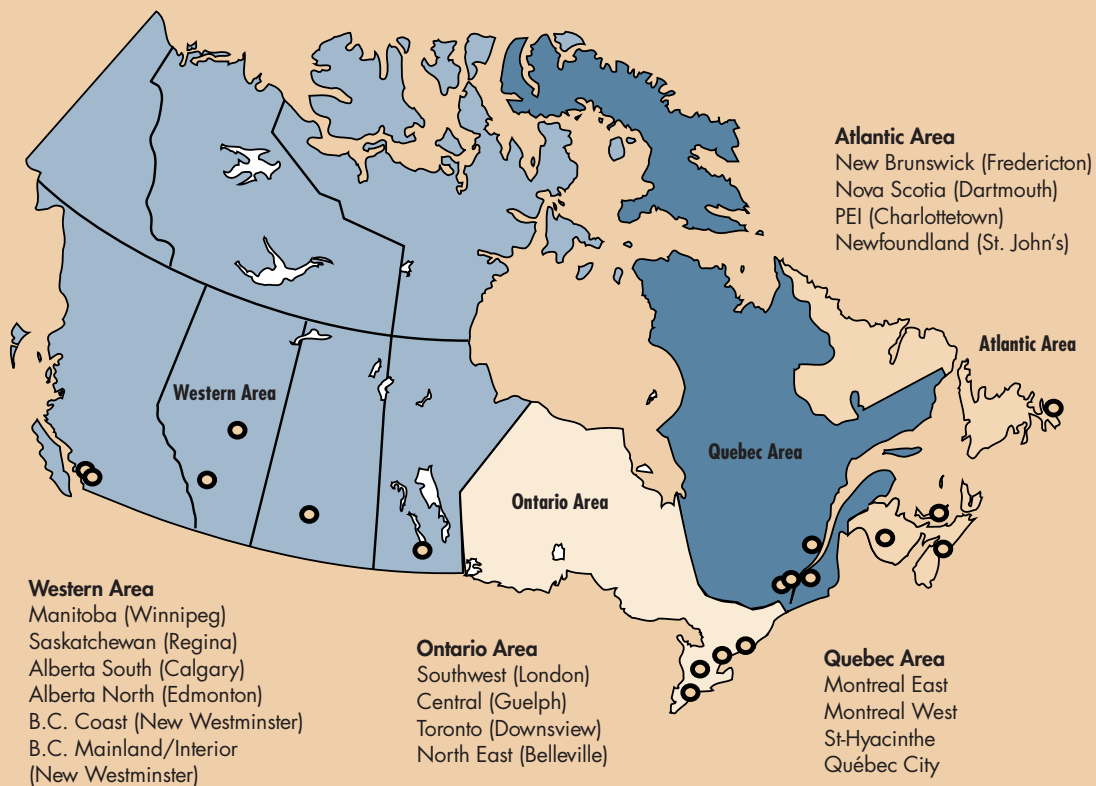 Atlantic Area
New Brunswick (Fredericton)
Nova Scotia (Dartmouth)
PEI (Charlottetown)
Newfoundland (St. John's)
Atlantic Area
Western Area
Quebec Area
Ontario Area
Western Area
Manitoba (Winnipeg)
Saskatchewan (Regina)
Alberta South (Calgary)
Alberta North (Edmonton)
B.C. Coast (New Westminster)
B.C. Mainland/Interior
(New Westminster)
Ontario Area
Southwest (London)
Central (Guelph)
Toronto (Downsview)
North East (Belleville)
Quebec Area
Montreal East
Montreal West
St-Hyacinthe
Québec City